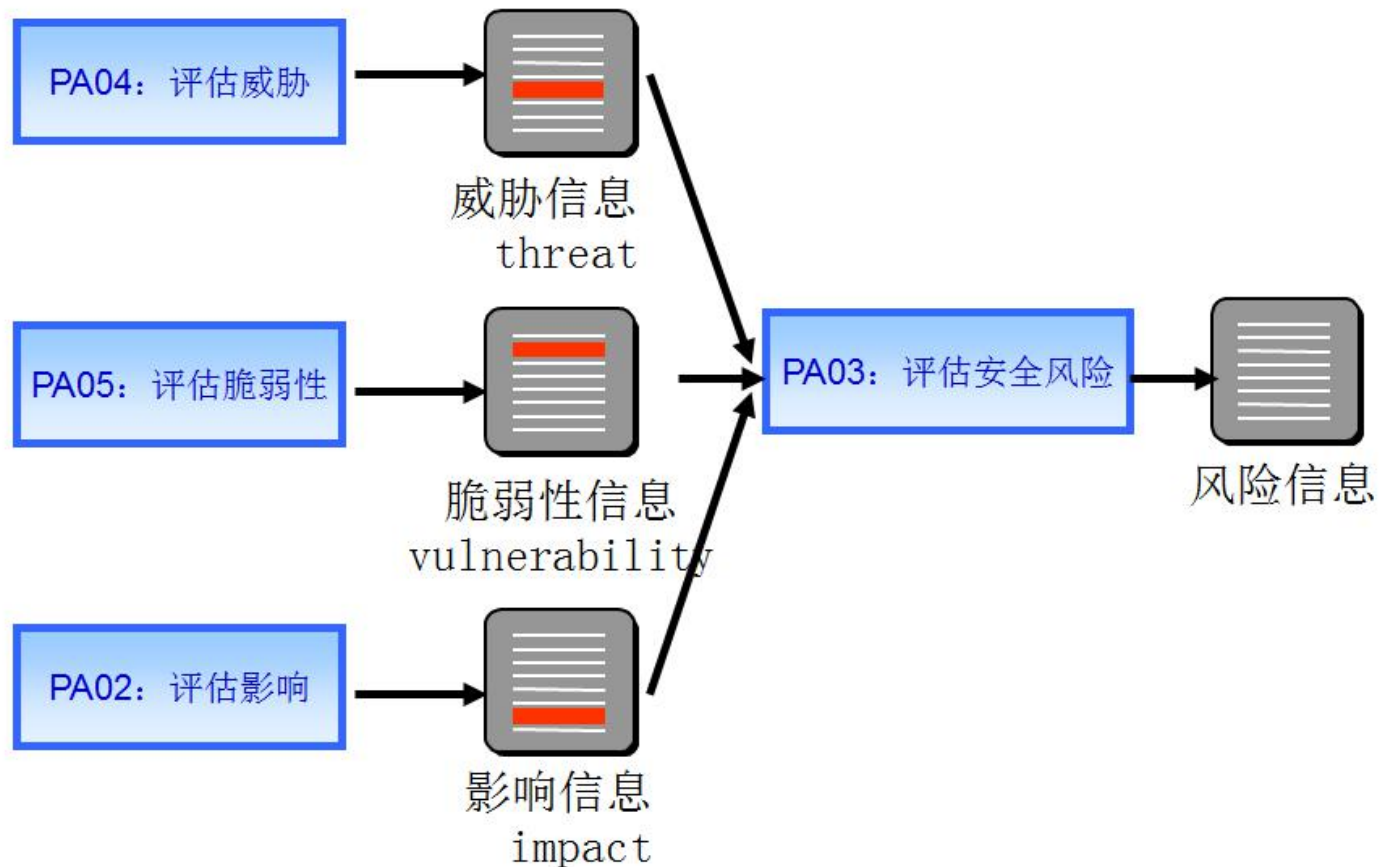 PA04：评估威胁
威胁信息
threat
PA05：评估脆弱性
脆弱性信息
vulnerability
PA03：评估安全风险
风险信息
PA02：评估影响
影响信息
impact